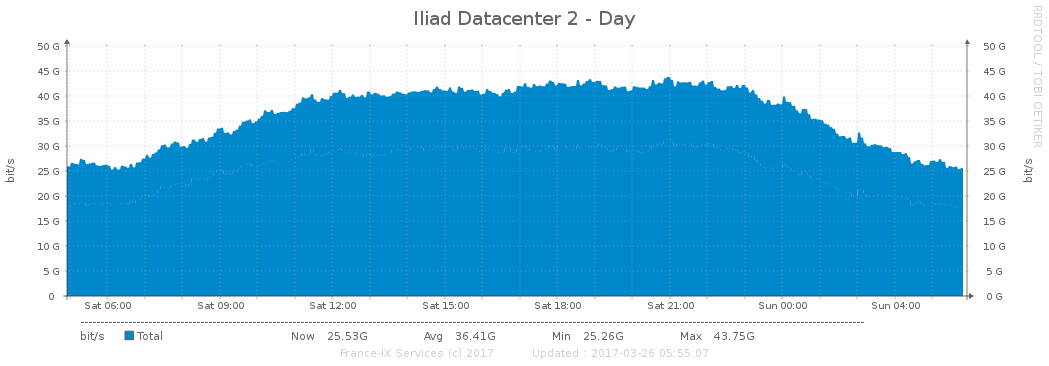 Iliad Datacenter 2 - Day
RRDTOOL / TOBI OETIKER
50 G 50 G
45 G 45 G
40 G 40 G
35 G 35 G
30 G 30 G
25 G 25 G
20 G 20 G
15 G 15 G
10 G 10 G
5 G 5 G
0 0 G
bit/s bit/s
Sat 06:00 Sat 09:00 Sat 12:00 Sat 15:00 Sat 18:00 Sat 21:00 Sun 00:00 Sun 04:00
bit/s Total Now 25.53G Avg 36.41G Min 25.26G Max 43.75G
France-IX Services (c) 2017 Updated : 2017-03-26 05:55:07